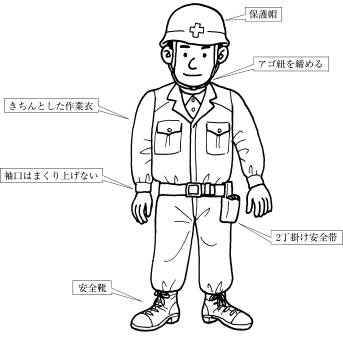 保護帽
アゴ紐を締める
きちんとした作業衣
袖口はまくり上げない
2丁掛け安全帯
安全靴